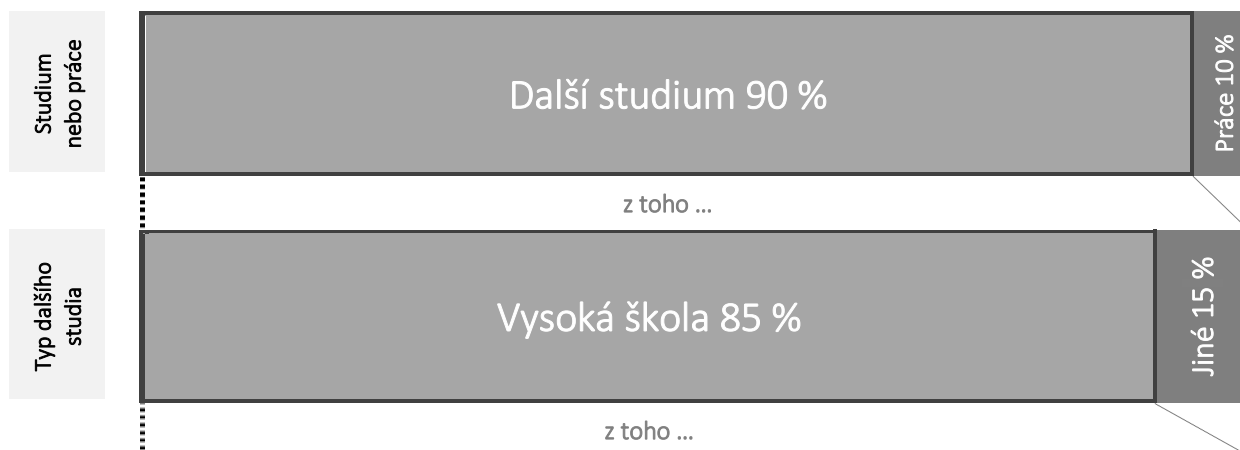 Studium
nebo práce
Další studium 90 %
Práce 10 %
z toho ...
Typ dalšího
studia
Vysoká škola 85 %
Jiné 15 %
z toho ...